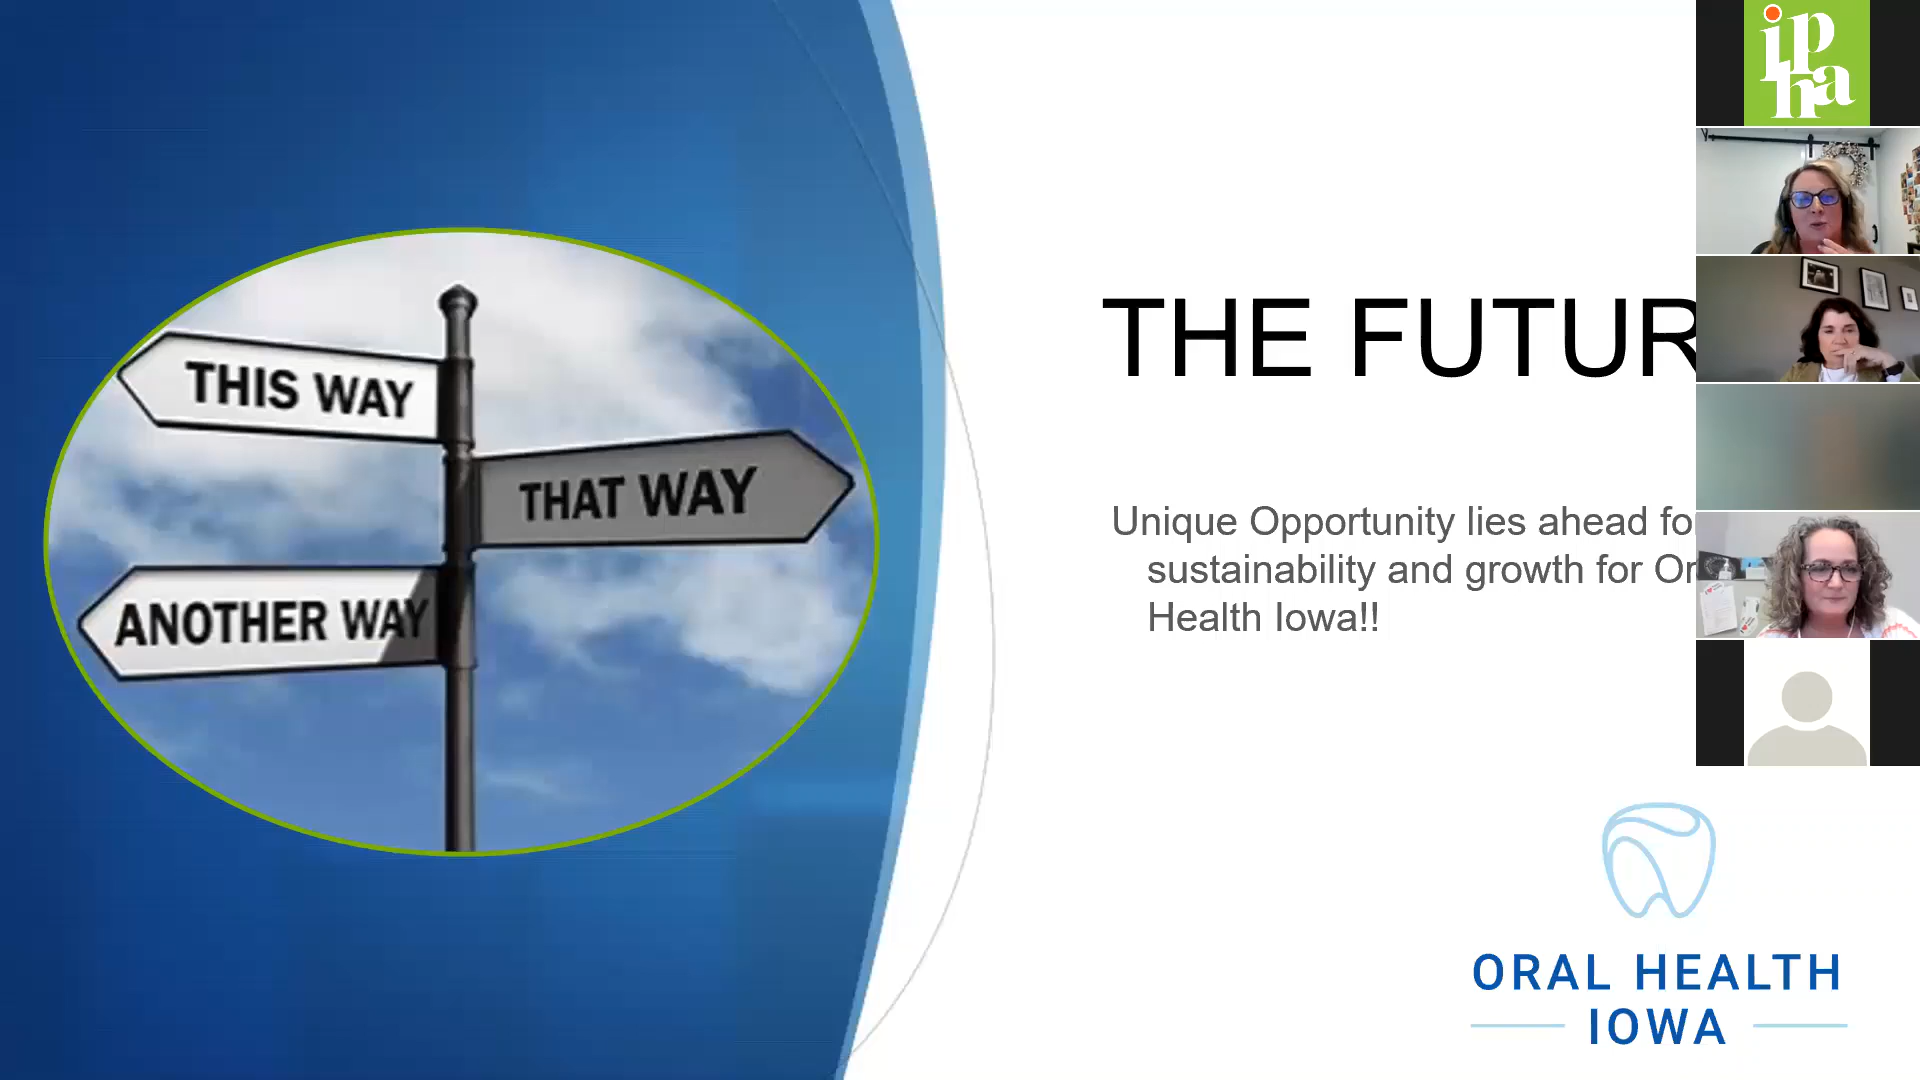 THIS WAY
THAT WAY
ANOTHER WAY
THE FUTUR
Unique Opportunity lies ahead fo
sustainability and growth for Or
Health Iowa!!
ipha
ORAL HEALTH
IOWA